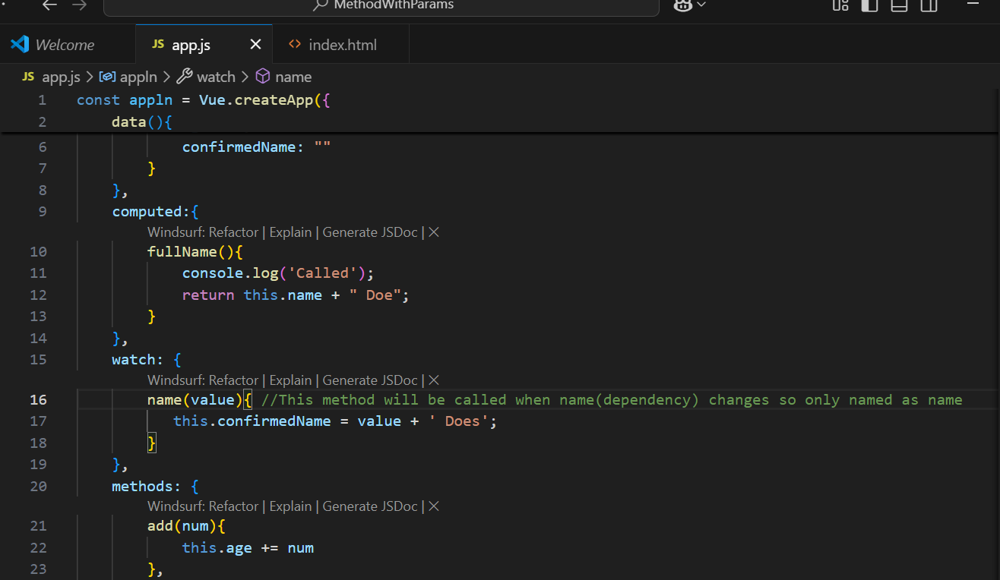 MethodWithParams
Welcome JS app.js × <> index.html
JS app.js > appln > watch > name
1 const appln = Vue.createApp({
2 data(){
6 confirmedName: ""
7 }
8 },
9 computed:{
Windsurf: Refactor | Explain | Generate JSDoc | ×
10 fullName(){
11 console.log('Called');
12 return this.name + " Doe";
13 }
14 },
15 watch: {
Windsurf: Refactor | Explain | Generate JSDoc | ×
16 name(value){ //This method will be called when name(dependency) changes so only named as name
17 this.confirmedName = value + ' Does';
18 }
19 },
20 methods: {
Windsurf: Refactor | Explain | Generate JSDoc | ×
21 add(num){
22 this.age += num
23 },